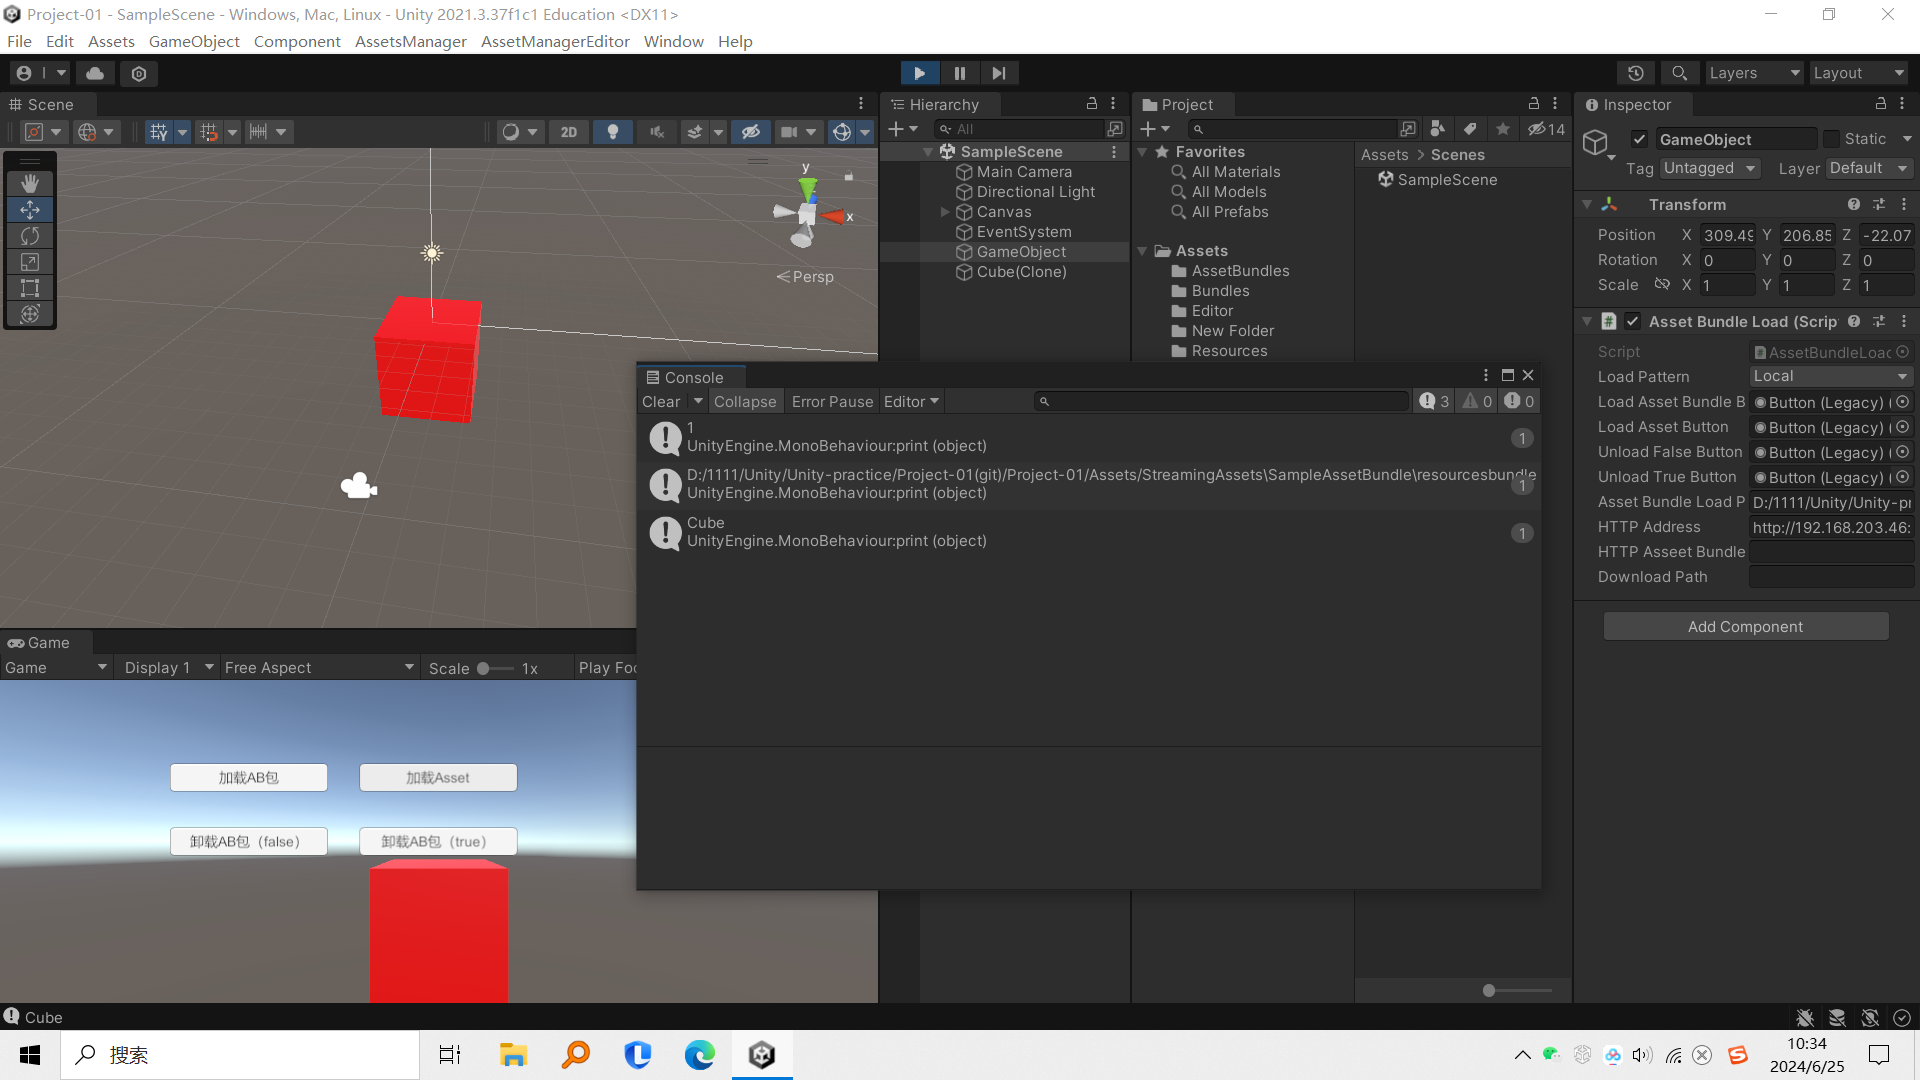 Project-01 - SampleScene - Windows, Mac, Linux - Unity 2021.3.37f1c1 Education <DX11>
File Edit Assets GameObject Component AssetsManager AssetManagerEditor Window Help
Layers Layout
Scene
2D
y
x
Persp
Hierarchy
All
SampleScene
Main Camera
Directional Light
Canvas
EventSystem
GameObject
Cube(Clone)
Project
14
Favorites
All Materials
All Models
All Prefabs
Assets
AssetBundles
Bundles
Editor
New Folder
Resources
Assets > Scenes
SampleScene
Inspector
GameObject Static
Tag Untagged Layer Default
Transform
Position X 309.49 Y 206.85 Z -22.07
Rotation X 0 Y 0 Z 0
Scale X 1 Y 1 Z 1
# Asset Bundle Load (Scrip
Script AssetBundleLoad
Load Pattern Local
Load Asset Bundle B Button (Legacy) (
Load Asset Button Button (Legacy) (
Unload False Button Button (Legacy) (
Unload True Button Button (Legacy) (
Asset Bundle Load P D:/1111/Unity/Unity-pr
HTTP Address http://192.168.203.46:
HTTP Asseet Bundle
Download Path
Add Component
Console
Clear Collapse Error Pause Editor 3 0 0
1
UnityEngine.MonoBehaviour:print (object)
1
D:/1111/Unity/Unity-practice/Project-01(git)/Project-01/Assets/StreamingAssets\SampleAssetBundle\resourcesbundle
UnityEngine.MonoBehaviour:print (object)
1
Cube
UnityEngine.MonoBehaviour:print (object)
1
Game
Game Display 1 Free Aspect Scale 1x Play Foc
加载AB包 加载Asset
卸载AB包（false） 卸载AB包（true）
Cube
搜索
10:34
2024/6/25